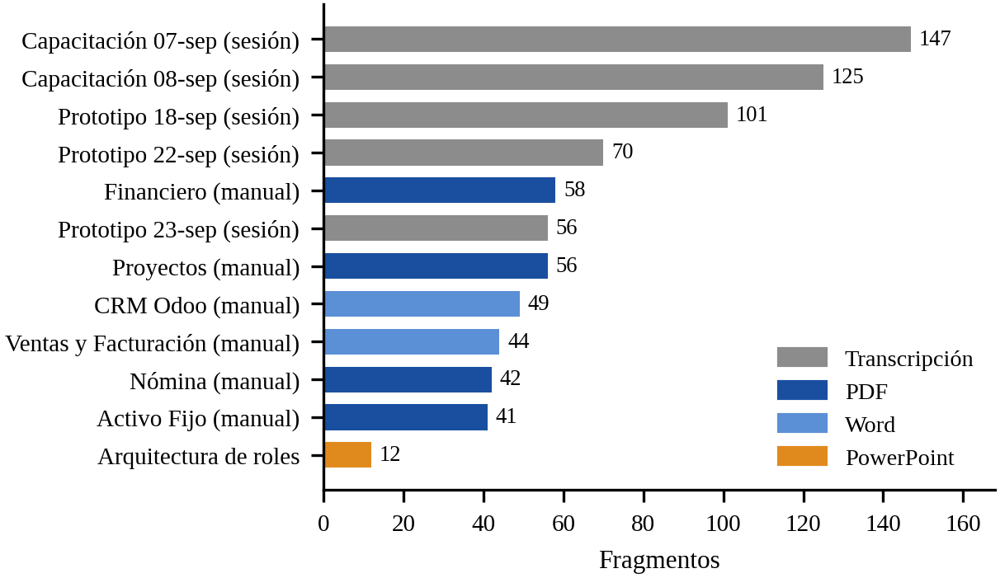 Capacitación 07-sep (sesión) 147
Capacitación 08-sep (sesión) 125
Prototipo 18-sep (sesión) 101
Prototipo 22-sep (sesión) 70
Financiero (manual) 58
Prototipo 23-sep (sesión) 56
Proyectos (manual) 56
CRM Odoo (manual) 49
Ventas y Facturación (manual) 44
Nómina (manual) 42
Activo Fijo (manual) 41
Arquitectura de roles 12
Transcripción
PDF
Word
PowerPoint
0 20 40 60 80 100 120 140 160
Fragmentos